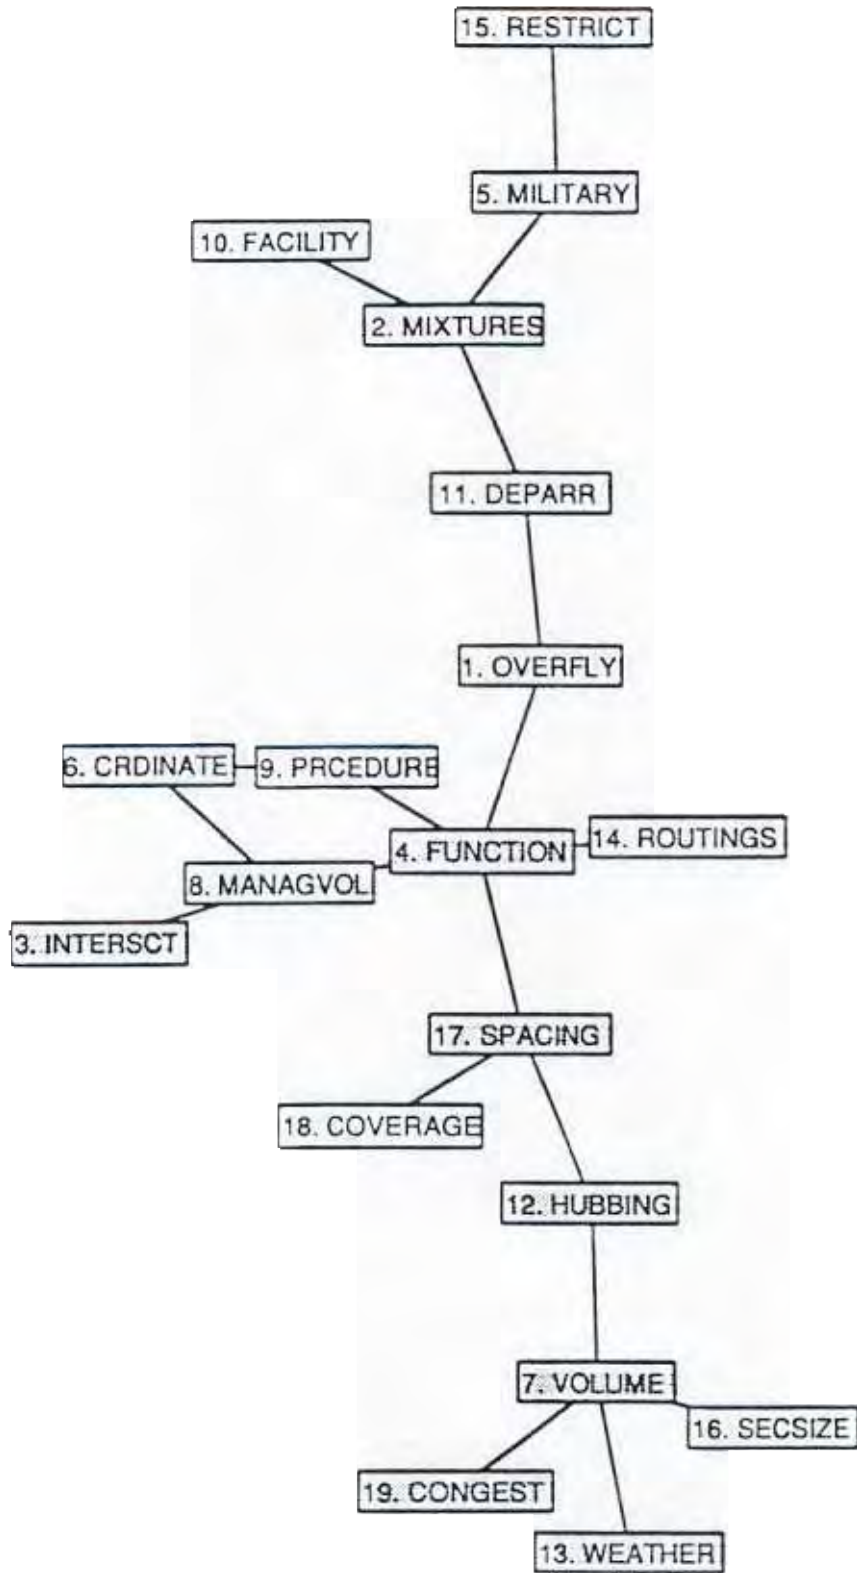 15. RESTRICT
5. MILITARY
10. FACILITY
2. MIXTURES
11. DEPARR
1. OVERFLY
6. CRDINATE
9. PRCEDURE
4. FUNCTION
14. ROUTINGS
8. MANAGVOL
3. INTERSCT
17. SPACING
18. COVERAGE
12. HUBBING
7. VOLUME
16. SECSIZE
19. CONGEST
13. WEATHER